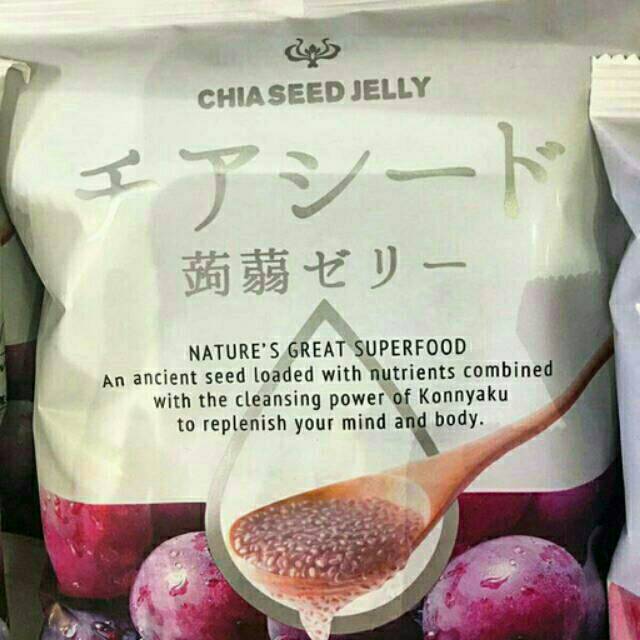 CHIA SEED JELLY
チアシード
蒟蒻ゼリー
NATURE'S GREAT SUPERFOOD
An ancient seed loaded with nutrients combined
with the cleansing power of Konnyaku
to replenish your mind and body.